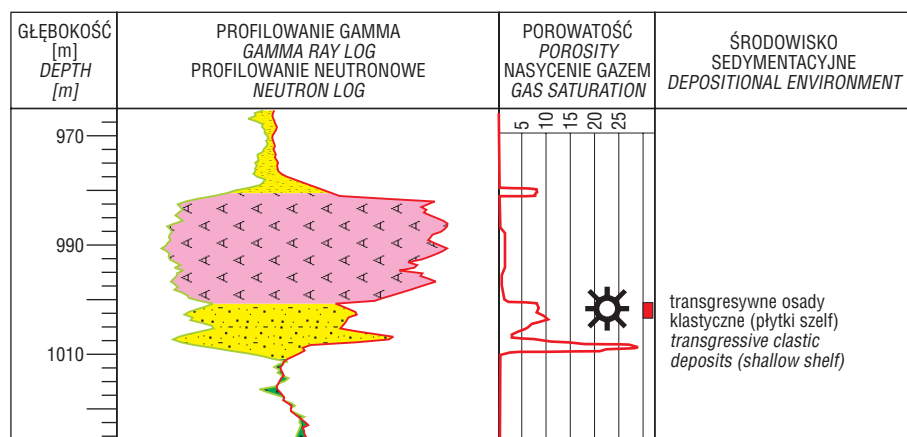 GŁĘBOKOŚĆ
[m]
DEPTH
[m]
PROFILOWANIE GAMMA
GAMMA RAY LOG
PROFILOWANIE NEUTRONOWE
NEUTRON LOG
POROWATOŚĆ
POROSITY
NASYCENIE GAZEM
GAS SATURATION
ŚRODOWISKO
SEDYMENTACYJNE
DEPOSITIONAL ENVIRONMENT
5 10 20 25
970
990
1010
transgresywne osady
klastyczne (płytki szelf)
transgressive clastic
deposits (shallow shelf)